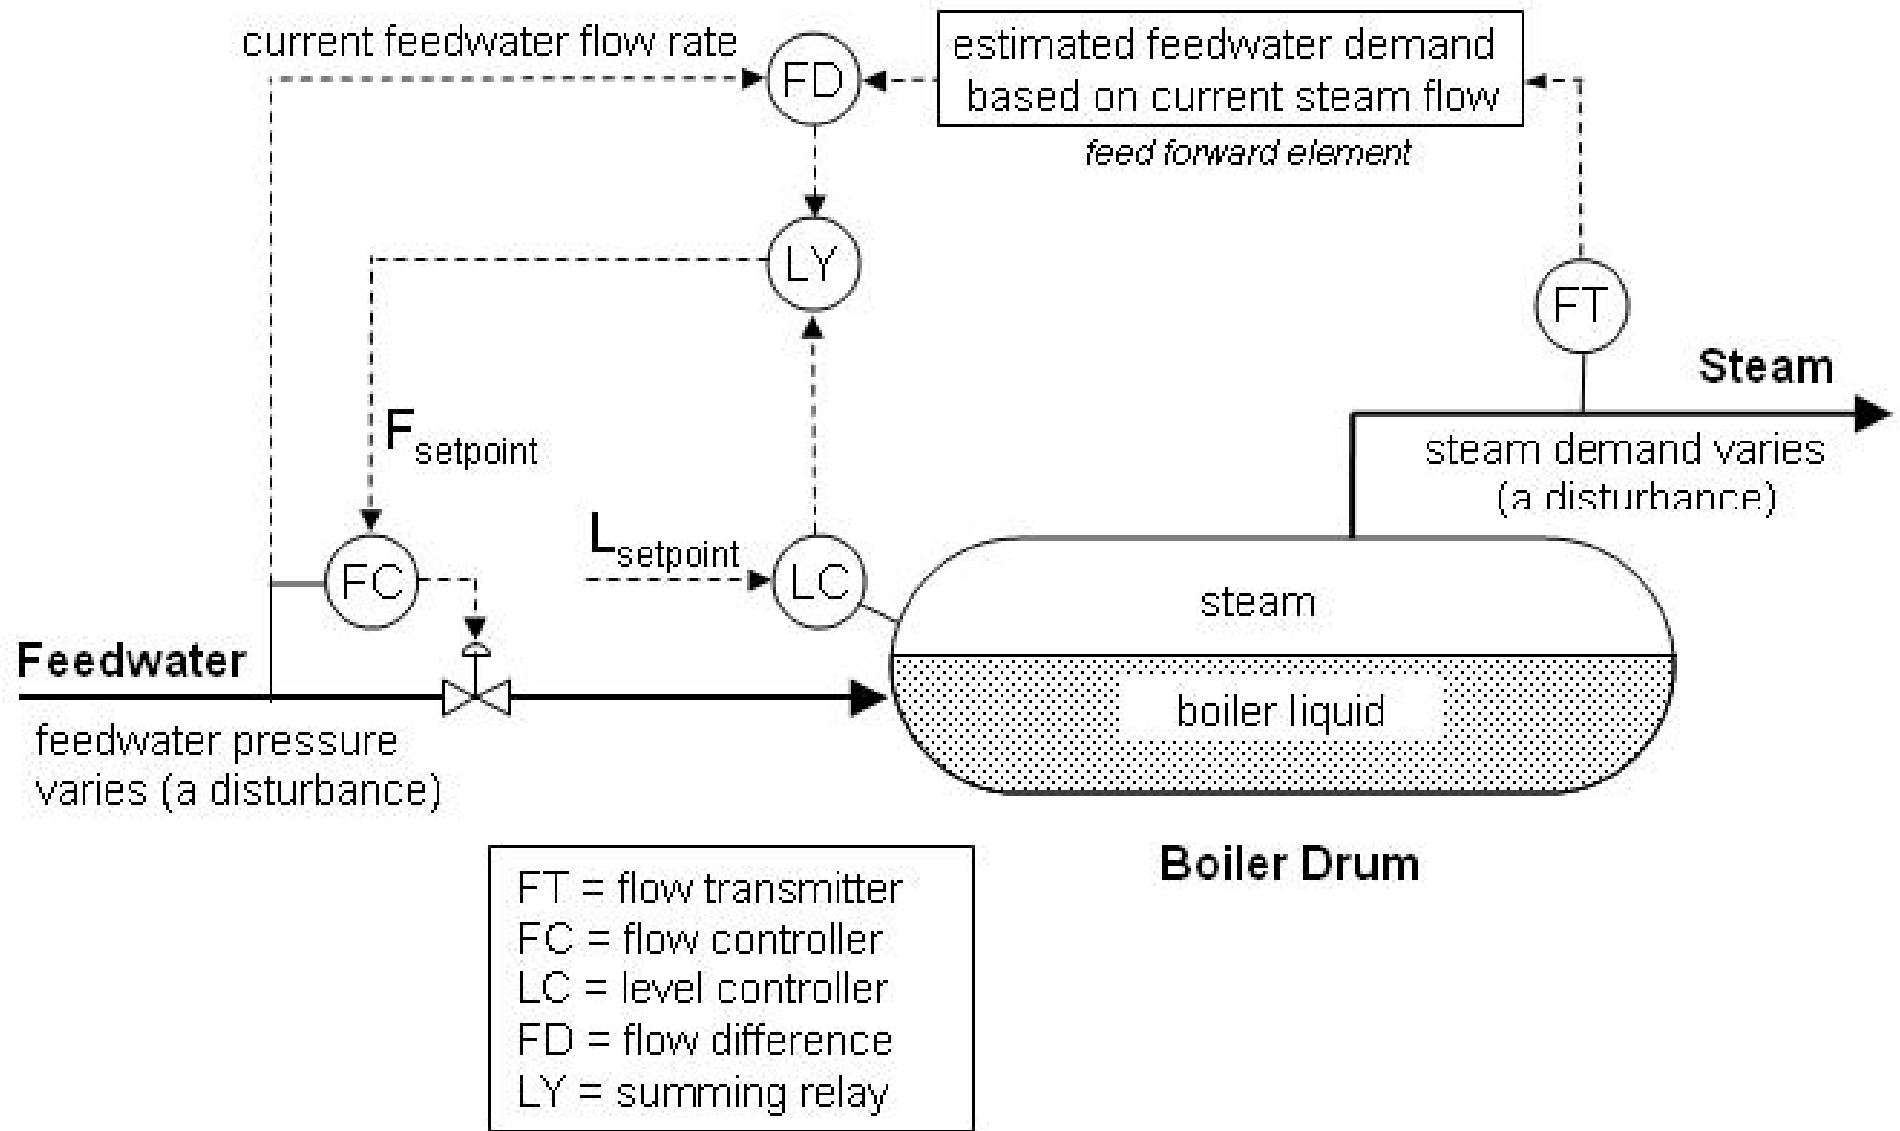 current feedwater flow rate
FD
estimated feedwater demand
based on current steam flow
feed forward element
LY
FT
Steam
steam demand varies
(a disturbance)
Fsetpoint
Lsetpoint
FC
LC
steam
Feedwater
boiler liquid
feedwater pressure
varies (a disturbance)
Boiler Drum
FT = flow transmitter
FC = flow controller
LC = level controller
FD = flow difference
LY = summing relay